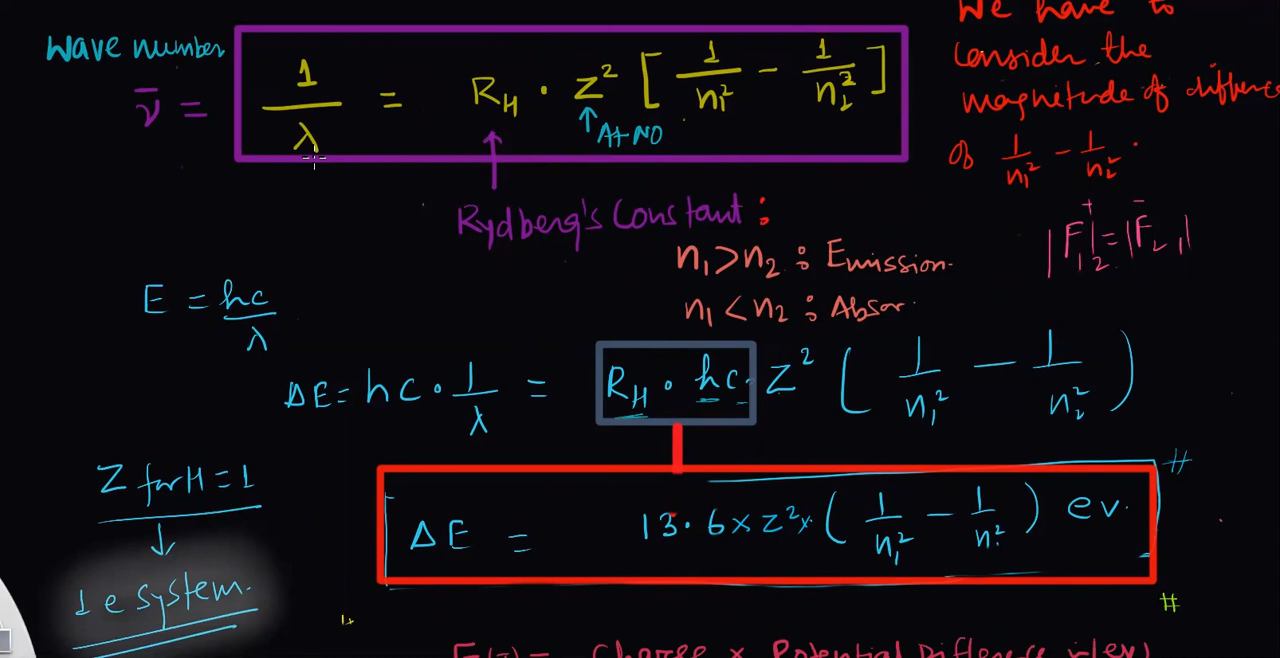 We have to
consider the
magnitude of difference
of 1/n₁² − 1/n₂² .
Wave number
ν̄ = 1/λ = R_H · Z² [ 1/n₁² − 1/n₂² ]
At NO
Rydberg's Constant :
|F₁₂| = |F₂₁|
+ −
n₁ > n₂ : Emission.
n₁ < n₂ : Absor.
E = hc/λ
ΔE = hc · 1/λ = R_H · hc · Z² ( 1/n₁² − 1/n₂² )
Z for H = 1
#
ΔE = 13.6 × Z² × ( 1/n₁² − 1/n₂² ) ev.
1 e system.
#
Charge × Potential Difference